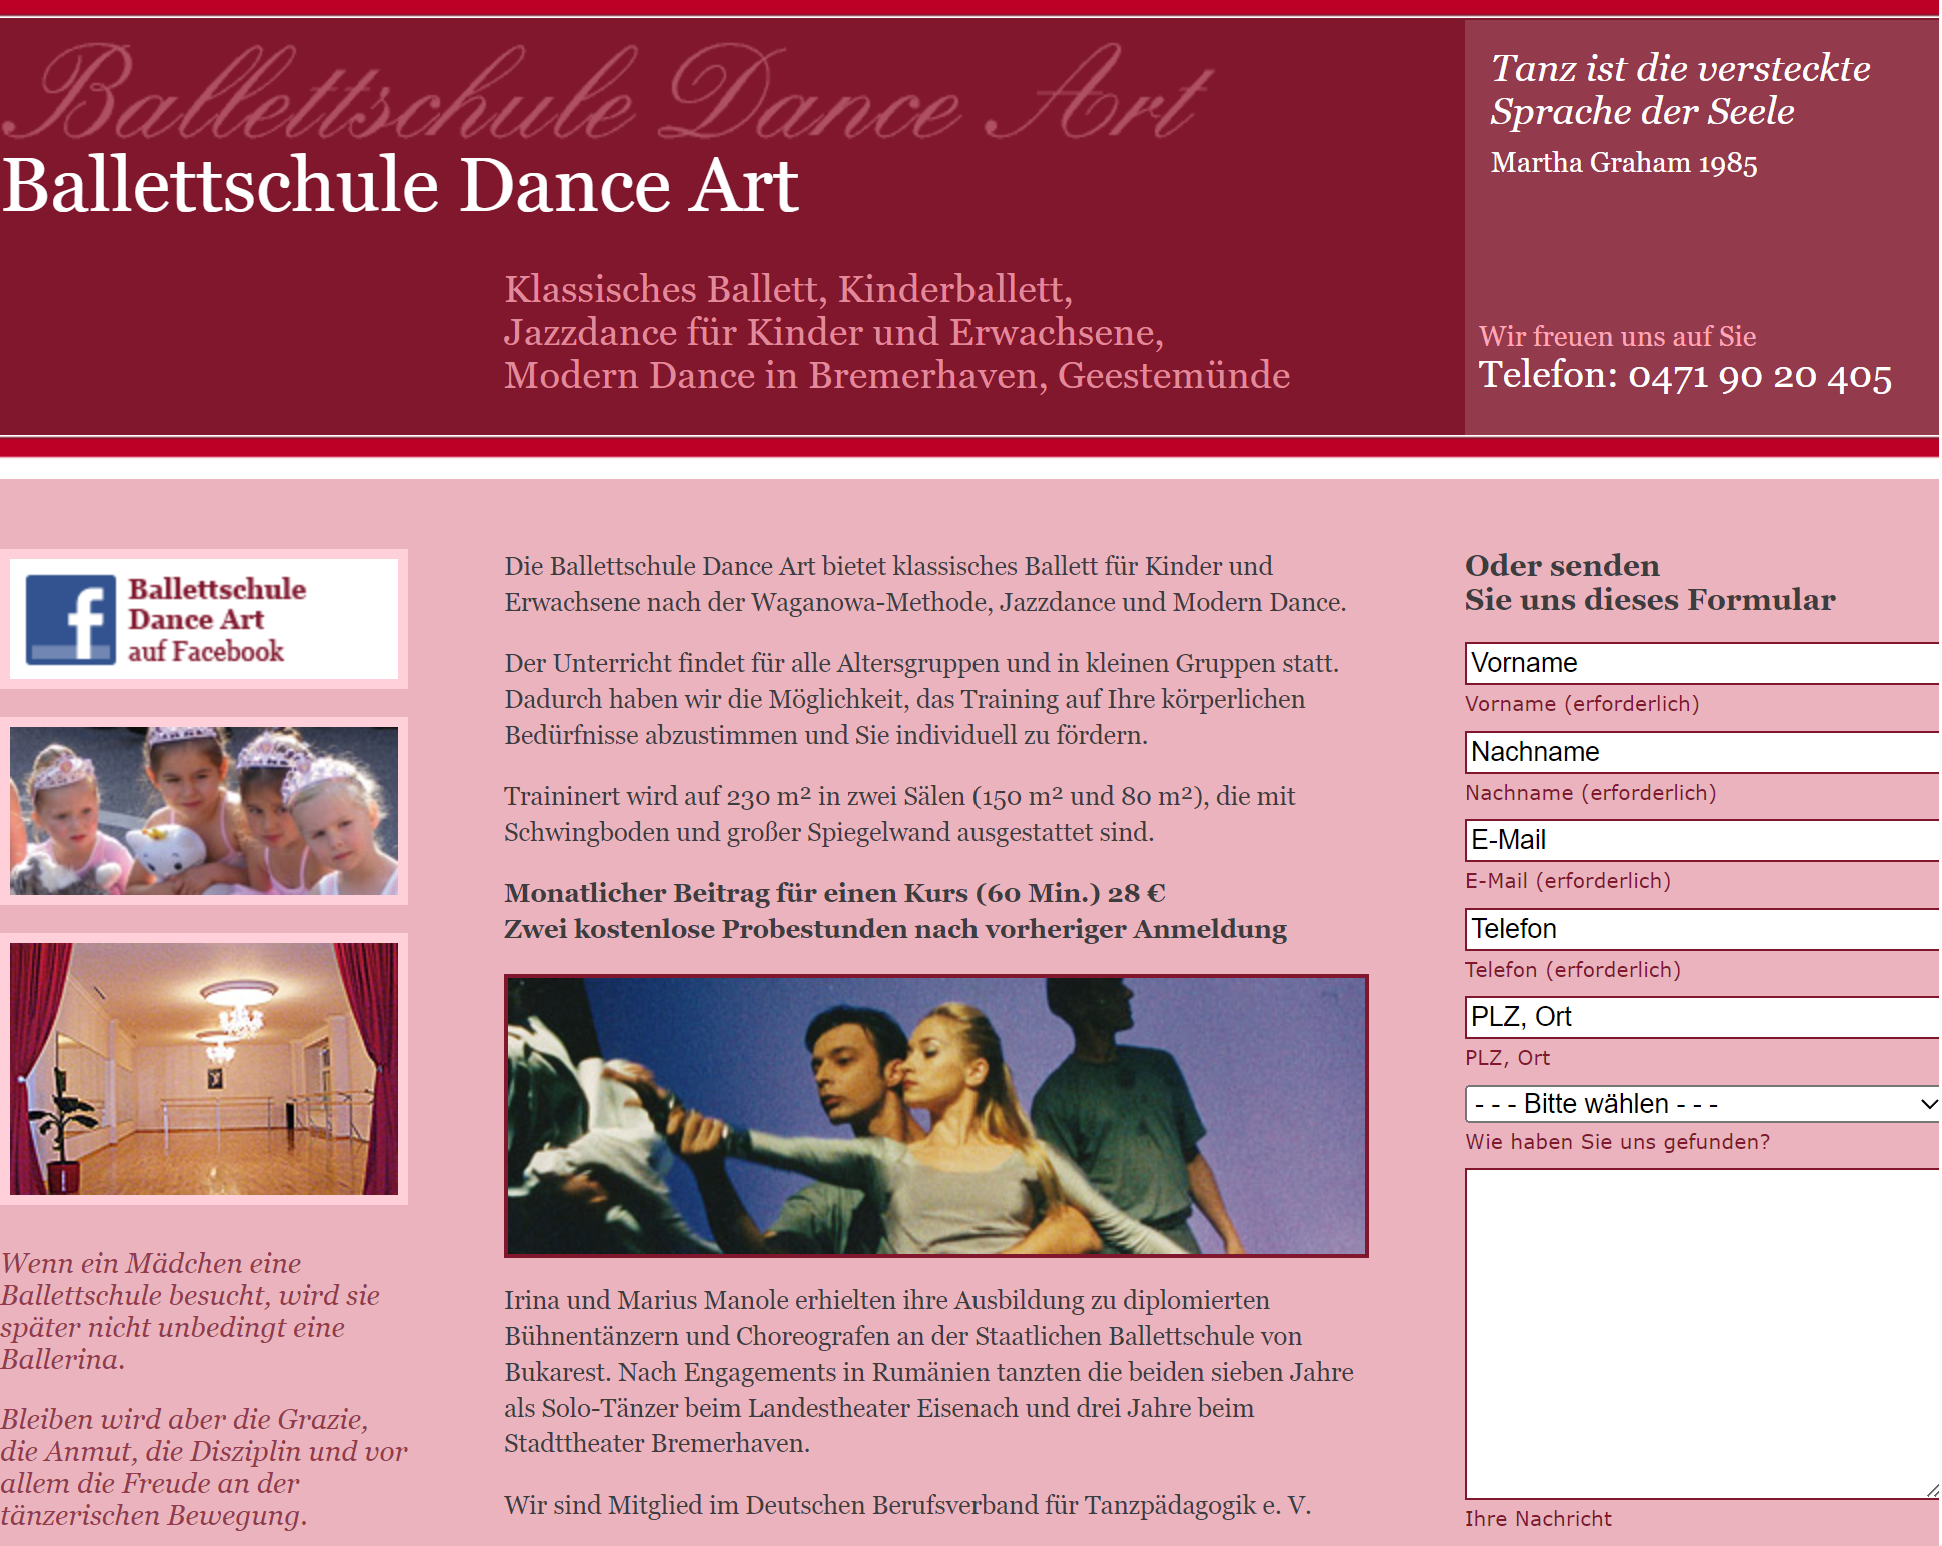 Ballettschule Dance Art
Ballettschule Dance Art
Klassisches Ballett, Kinderballett,
Jazzdance für Kinder und Erwachsene,
Modern Dance in Bremerhaven, Geestemünde
Tanz ist die versteckte
Sprache der Seele
Martha Graham 1985
Wir freuen uns auf Sie
Telefon: 0471 90 20 405
Ballettschule
Dance Art
auf Facebook
Wenn ein Mädchen eine
Ballettschule besucht, wird sie
später nicht unbedingt eine
Ballerina.
Bleiben wird aber die Grazie,
die Anmut, die Disziplin und vor
allem die Freude an der
tänzerischen Bewegung.
Die Ballettschule Dance Art bietet klassisches Ballett für Kinder und
Erwachsene nach der Waganowa-Methode, Jazzdance und Modern Dance.
Der Unterricht findet für alle Altersgruppen und in kleinen Gruppen statt.
Dadurch haben wir die Möglichkeit, das Training auf Ihre körperlichen
Bedürfnisse abzustimmen und Sie individuell zu fördern.
Traininert wird auf 230 m² in zwei Sälen (150 m² und 80 m²), die mit
Schwingboden und großer Spiegelwand ausgestattet sind.
Monatlicher Beitrag für einen Kurs (60 Min.) 28 €
Zwei kostenlose Probestunden nach vorheriger Anmeldung
Irina und Marius Manole erhielten ihre Ausbildung zu diplomierten
Bühnentänzern und Choreografen an der Staatlichen Ballettschule von
Bukarest. Nach Engagements in Rumänien tanzten die beiden sieben Jahre
als Solo-Tänzer beim Landestheater Eisenach und drei Jahre beim
Stadttheater Bremerhaven.
Wir sind Mitglied im Deutschen Berufsverband für Tanzpädagogik e. V.
Oder senden
Sie uns dieses Formular
Vorname
Vorname (erforderlich)
Nachname
Nachname (erforderlich)
E-Mail
E-Mail (erforderlich)
Telefon
Telefon (erforderlich)
PLZ, Ort
PLZ, Ort
- - - Bitte wählen - - -
Wie haben Sie uns gefunden?
Ihre Nachricht